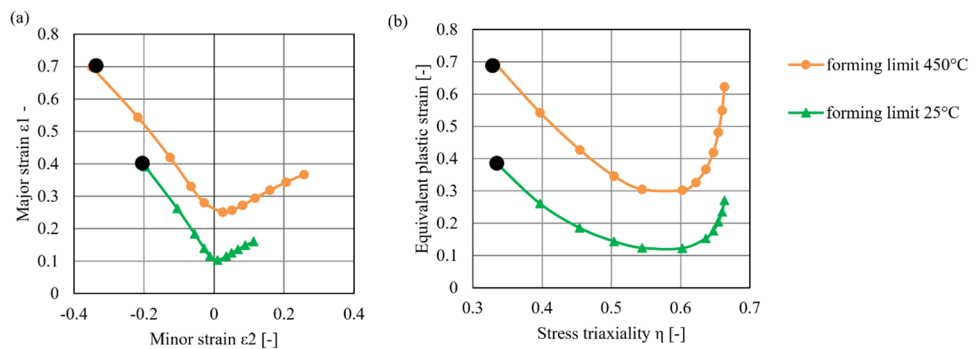 (a)
Major strain ε1 -
0.8
0.7
0.6
0.5
0.4
0.3
0.2
0.1
0
-0.4 -0.2 0 0.2 0.4
Minor strain ε2 [-]
(b)
Equivalent plastic strain [-]
0.8
0.7
0.6
0.5
0.4
0.3
0.2
0.1
0
0.3 0.4 0.5 0.6 0.7
Stress triaxiality η [-]
forming limit 450°C
forming limit 25°C